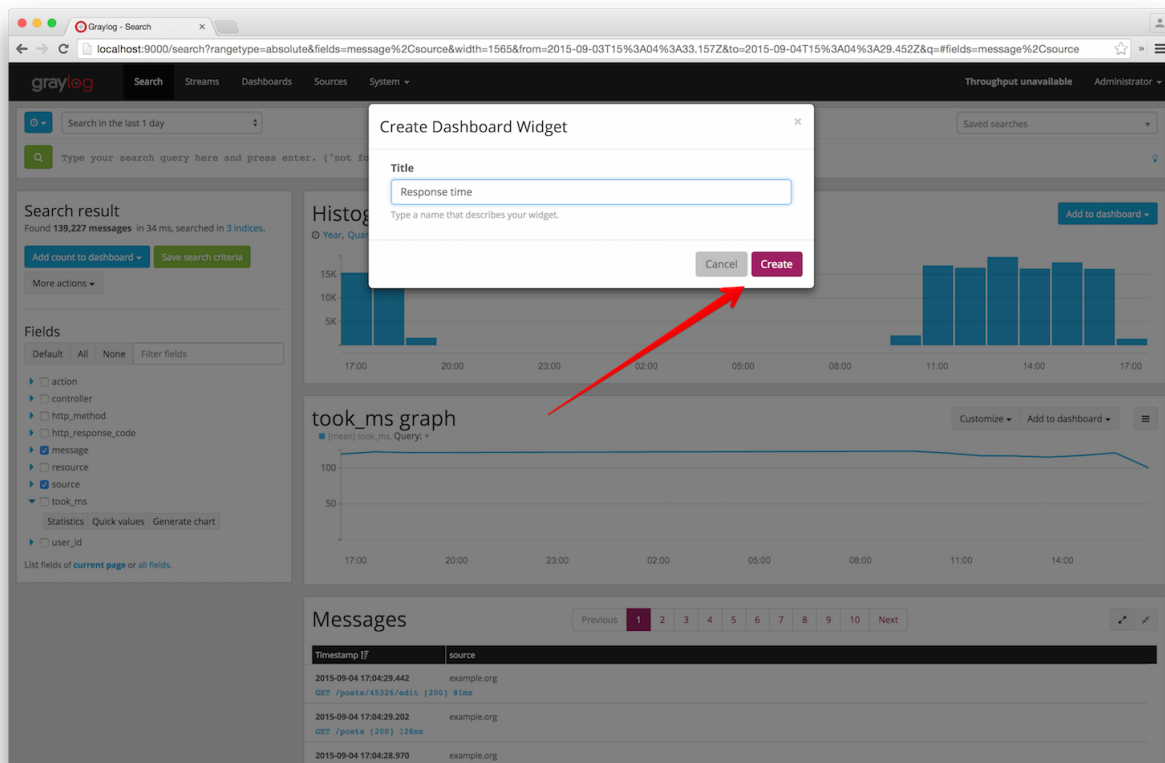 Graylog - Search
localhost:9000/search?rangetype=absolute&fields=message%2Csource&width=1565&from=2015-09-03T15%3A04%3A33.157Z&to=2015-09-04T15%3A04%3A29.452Z&q=#fields=message%2Csource
graylog Search Streams Dashboards Sources System Throughput unavailable Administrator
Search in the last 1 day Saved searches
Type your search query here and press enter. ("not fo
Create Dashboard Widget
Title
Response time
Type a name that describes your widget.
Cancel Create
Search result
Found 139,227 messages in 34 ms, searched in 3 indices.
Add count to dashboard Save search criteria
More actions
Fields
Default All None Filter fields
action
controller
http_method
http_response_code
message
resource
source
took_ms
Statistics Quick values Generate chart
user_id
List fields of current page or all fields.
Histog
Add to dashboard
Year, Quar
15K
10K
5K
17:00 20:00 23:00 02:00 05:00 08:00 11:00 14:00 17:00
took_ms graph
Customize Add to dashboard
[mean] took_ms, Query: *
100
50
17:00 20:00 23:00 02:00 05:00 08:00 11:00 14:00
Messages
Previous 1 2 3 4 5 6 7 8 9 10 Next
Timestamp source
2015-09-04 17:04:29.442 example.org
GET /posts/45326/edit [200] 81ms
2015-09-04 17:04:29.202 example.org
GET /posts [200] 126ms
2015-09-04 17:04:28.970 example.org